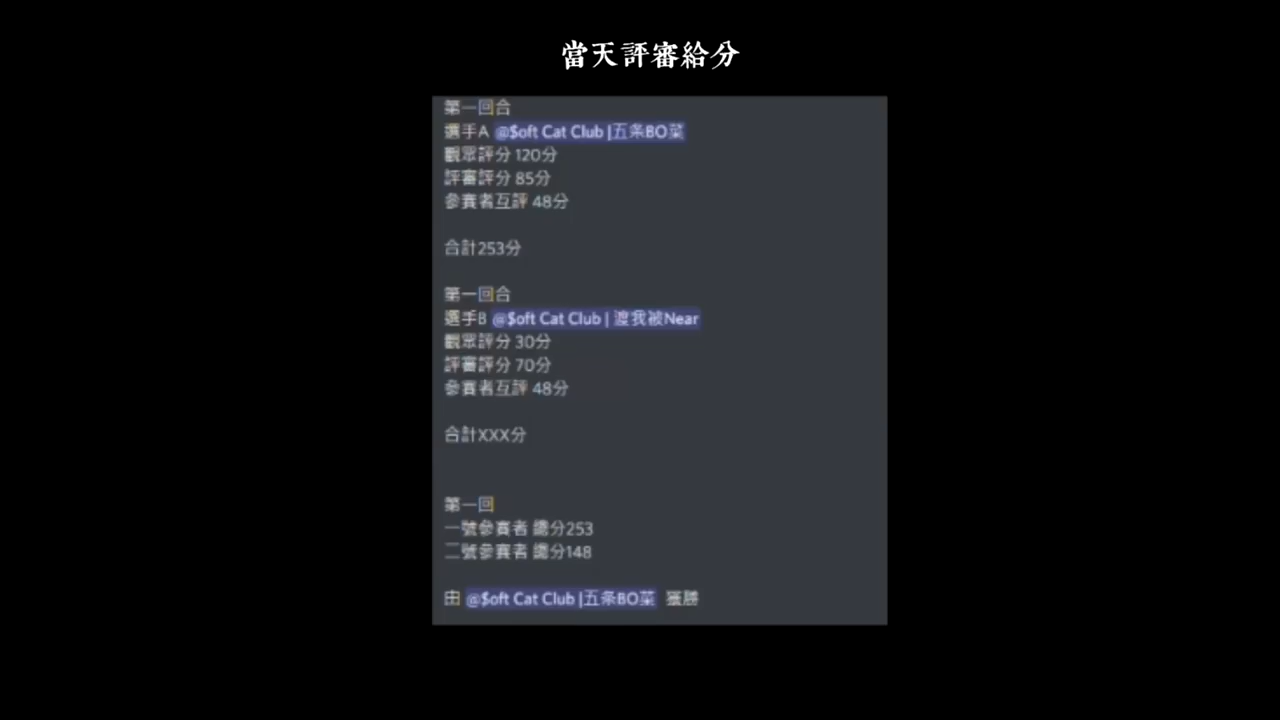 當天評審給分
第一回合
選手A @$oft Cat Club |五条BO菜
觀眾評分 120分
評審評分 85分
參賽者互評 48分
合計253分
第一回合
選手B @$oft Cat Club | 渡我被Near
觀眾評分 30分
評審評分 70分
參賽者互評 48分
合計XXX分
第一回
一號參賽者 總分253
二號參賽者 總分148
由 @$oft Cat Club |五条BO菜 獲勝